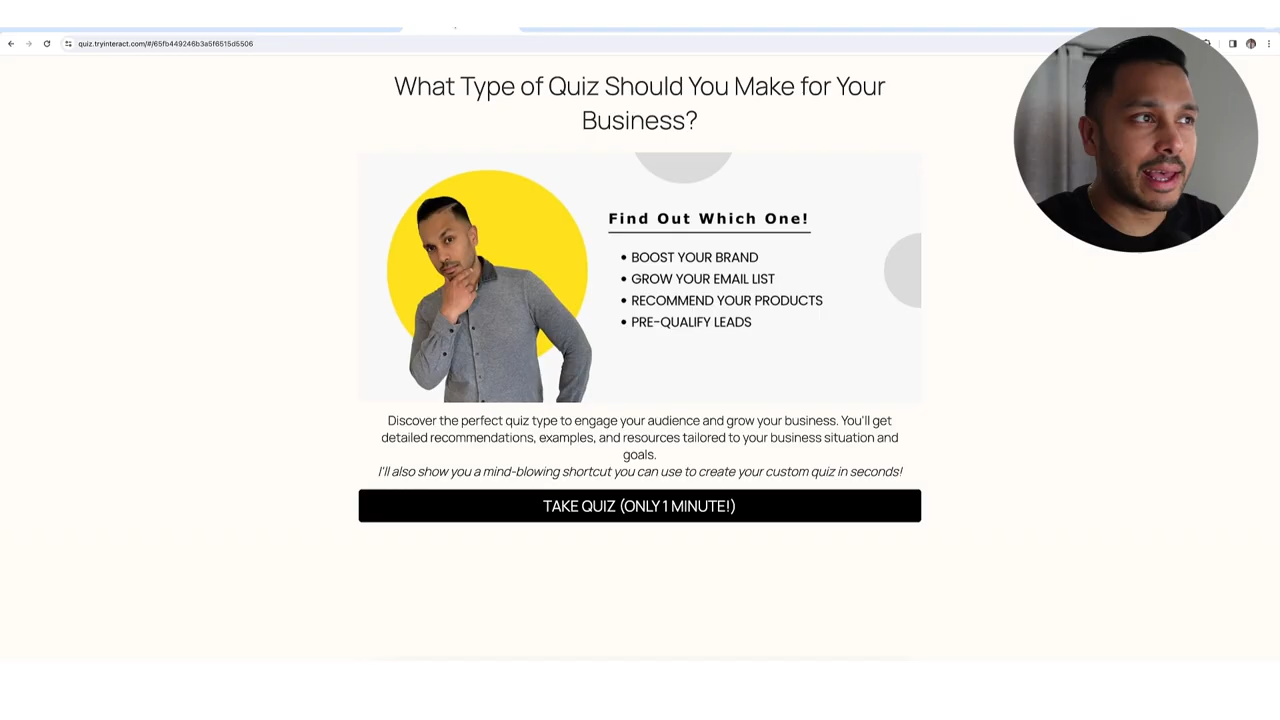 quiz.tryinteract.com/#/65fb449246b3a5f6515d5506
What Type of Quiz Should You Make for Your
Business?
Find Out Which One!
• BOOST YOUR BRAND
• GROW YOUR EMAIL LIST
• RECOMMEND YOUR PRODUCTS
• PRE-QUALIFY LEADS
Discover the perfect quiz type to engage your audience and grow your business. You'll get
detailed recommendations, examples, and resources tailored to your business situation and
goals.
I'll also show you a mind-blowing shortcut you can use to create your custom quiz in seconds!
TAKE QUIZ (ONLY 1 MINUTE!)